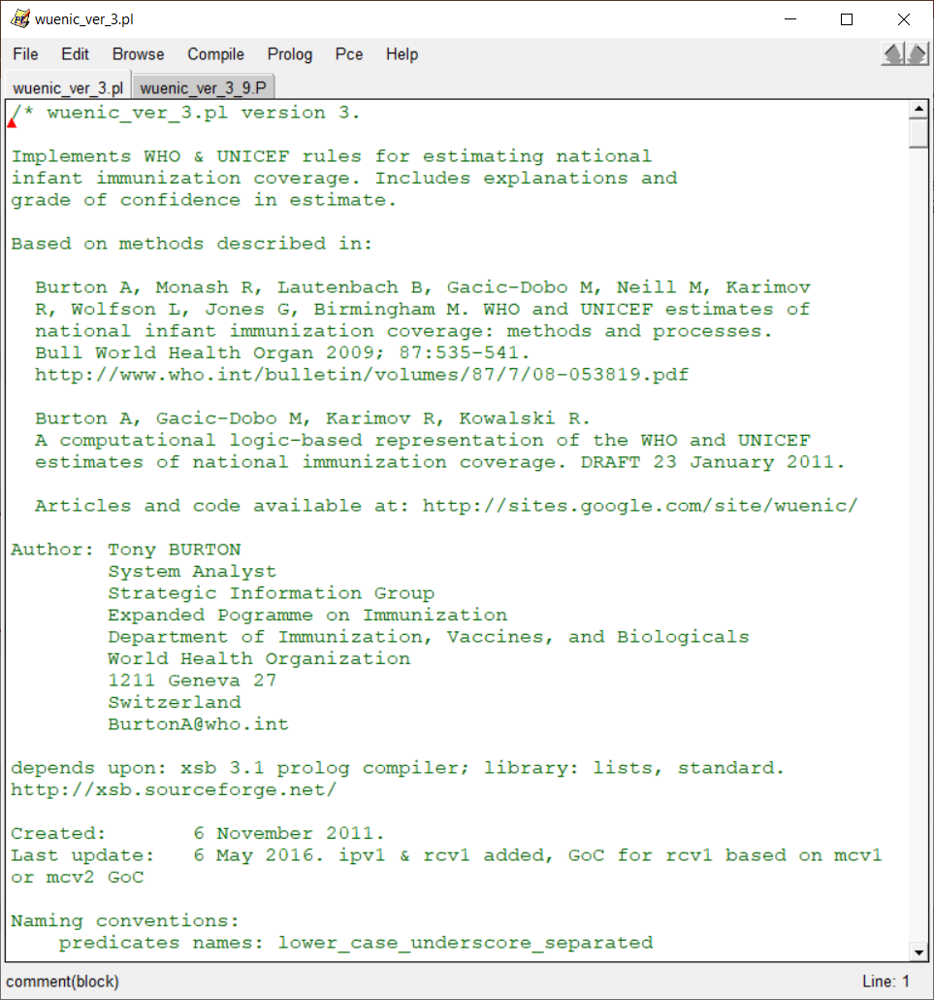 wuenic_ver_3.pl
File Edit Browse Compile Prolog Pce Help
wuenic_ver_3.pl wuenic_ver_3_9.P
/* wuenic_ver_3.pl version 3.
Implements WHO & UNICEF rules for estimating national
infant immunization coverage. Includes explanations and
grade of confidence in estimate.
Based on methods described in:
Burton A, Monash R, Lautenbach B, Gacic-Dobo M, Neill M, Karimov
R, Wolfson L, Jones G, Birmingham M. WHO and UNICEF estimates of
national infant immunization coverage: methods and processes.
Bull World Health Organ 2009; 87:535-541.
http://www.who.int/bulletin/volumes/87/7/08-053819.pdf
Burton A, Gacic-Dobo M, Karimov R, Kowalski R.
A computational logic-based representation of the WHO and UNICEF
estimates of national immunization coverage. DRAFT 23 January 2011.
Articles and code available at: http://sites.google.com/site/wuenic/
Author: Tony BURTON
System Analyst
Strategic Information Group
Expanded Pogramme on Immunization
Department of Immunization, Vaccines, and Biologicals
World Health Organization
1211 Geneva 27
Switzerland
BurtonA@who.int
depends upon: xsb 3.1 prolog compiler; library: lists, standard.
http://xsb.sourceforge.net/
Created: 6 November 2011.
Last update: 6 May 2016. ipv1 & rcv1 added, GoC for rcv1 based on mcv1
or mcv2 GoC
Naming conventions:
predicates names: lower_case_underscore_separated
comment(block) Line: 1